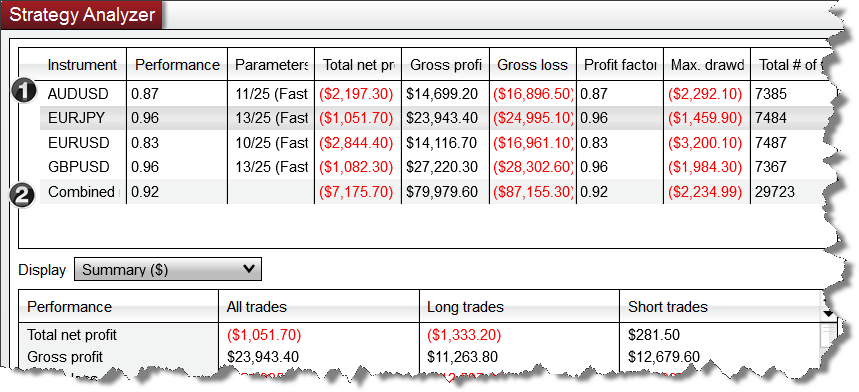 Strategy Analyzer
Instrument Performance Parameters Total net pr Gross profi Gross loss Profit factor Max. drawd Total # of
1 AUDUSD 0.87 11/25 (Fast ($2,197.30) $14,699.20 ($16,896.50) 0.87 ($2,292.10) 7385
EURJPY 0.96 13/25 (Fast ($1,051.70) $23,943.40 ($24,995.10) 0.96 ($1,459.90) 7484
EURUSD 0.83 10/25 (Fast ($2,844.40) $14,116.70 ($16,961.10) 0.83 ($3,200.10) 7487
GBPUSD 0.96 13/25 (Fast ($1,082.30) $27,220.30 ($28,302.60) 0.96 ($1,984.30) 7367
2 Combined 0.92 ($7,175.70) $79,979.60 ($87,155.30) 0.92 ($2,234.99) 29723
Display Summary ($)
Performance All trades Long trades Short trades
Total net profit ($1,051.70) ($1,333.20) $281.50
Gross profit $23,943.40 $11,263.80 $12,679.60